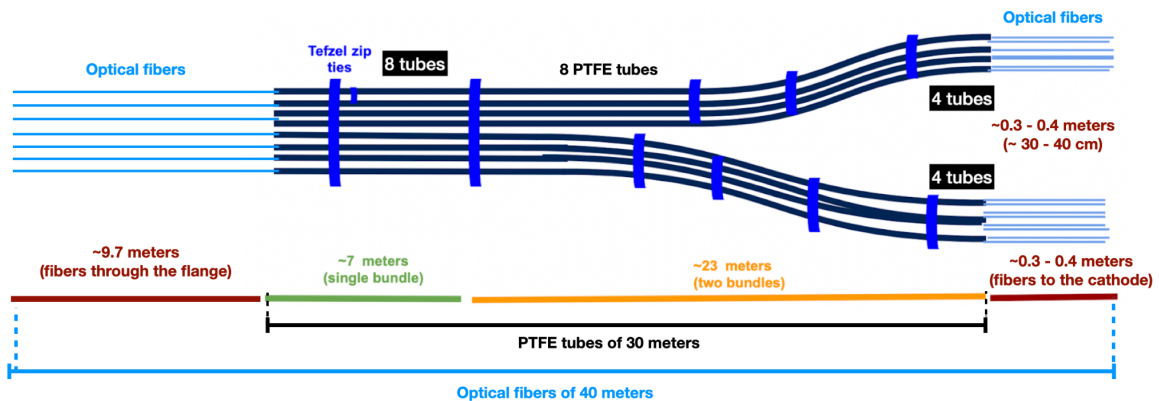 Optical fibers
Optical fibers
Tefzel zip
ties
8 tubes
8 PTFE tubes
4 tubes
~0.3 - 0.4 meters
(~ 30 - 40 cm)
4 tubes
~9.7 meters
(fibers through the flange)
~7  meters
(single bundle)
~23  meters
(two bundles)
~0.3 - 0.4 meters
(fibers to the cathode)
PTFE tubes of 30 meters
Optical fibers of 40 meters